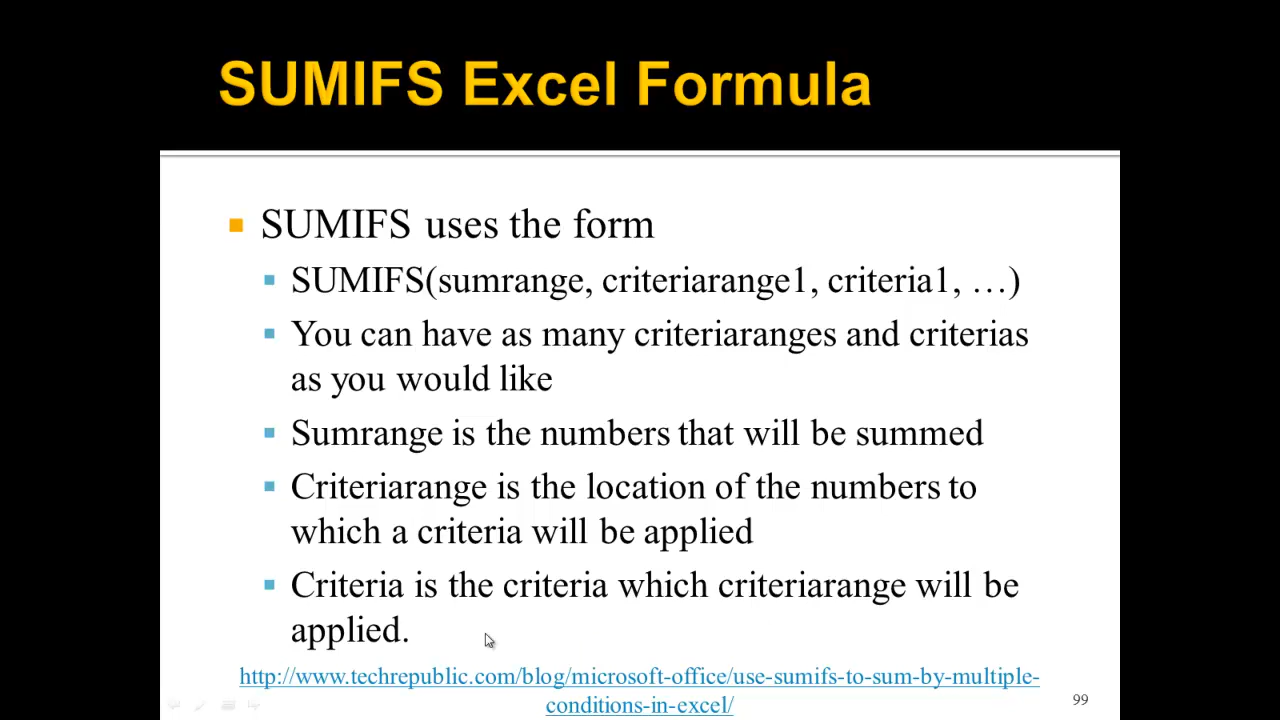 SUMIFS Excel Formula
SUMIFS uses the form
SUMIFS(sumrange, criteriarange1, criteria1, …)
You can have as many criteriaranges and criterias
as you would like
Sumrange is the numbers that will be summed
Criteriarange is the location of the numbers to
which a criteria will be applied
Criteria is the criteria which criteriarange will be
applied.
http://www.techrepublic.com/blog/microsoft-office/use-sumifs-to-sum-by-multiple-
conditions-in-excel/
99